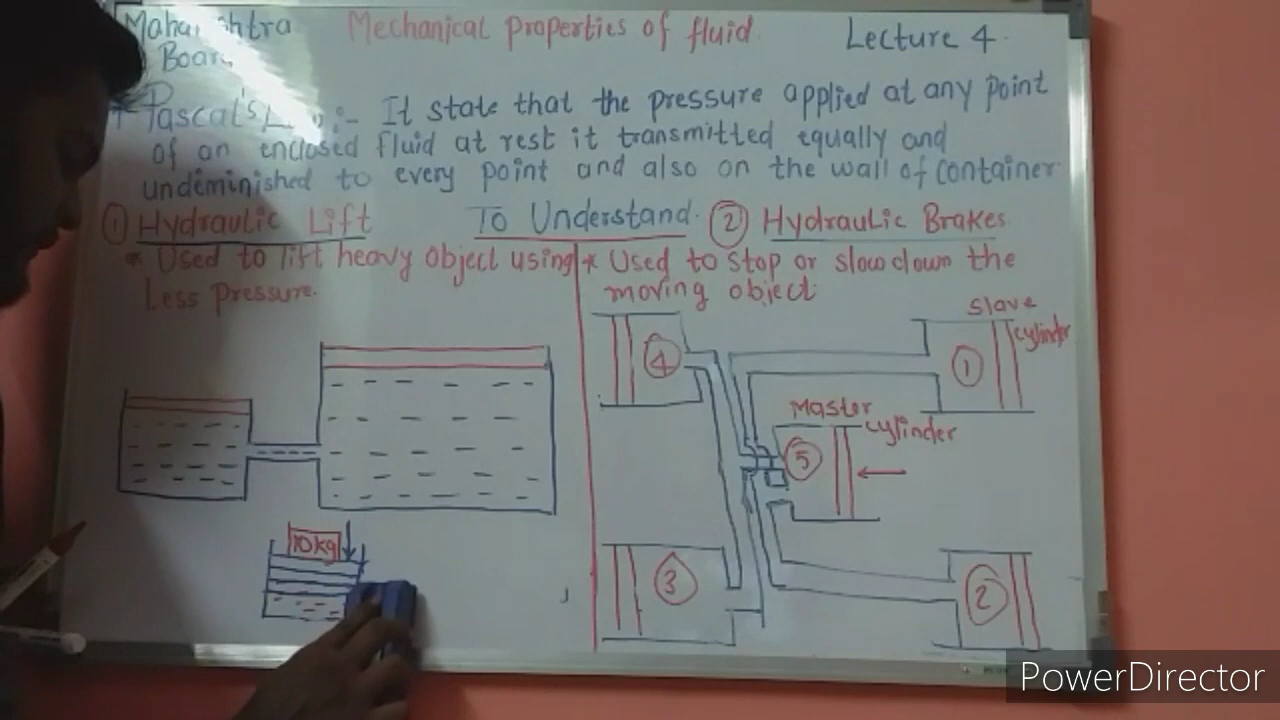 Maharashtra Mechanical properties of fluid. Lecture 4.
Board
* Pascal's :- It state that the pressure applied at any point
of an enclosed fluid at rest it transmitted equally and
undeminished to every point and also on the wall of container.
① Hydraulic Lift To Understand. ② Hydraulic Brakes
* Used to lift heavy object using
Less pressure.
* Used to stop or slow down the
moving object
Slave
cylinder
④
①
Master
cylinder
⑤
10kg
③
②
PowerDirector